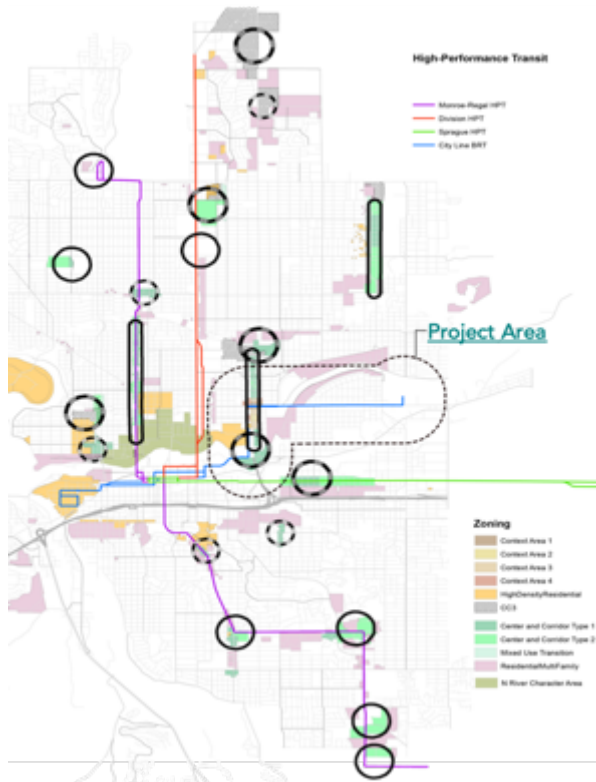 High-Performance Transit
Monroe-Regal HPT
Division HPT
Sprague HPT
City Line BRT
Project Area
Zoning
Context Area 1
Context Area 2
Context Area 3
Context Area 4
HighDensityResidential
CC3
Center and Corridor Type 1
Center and Corridor Type 2
Mixed Use Transition
ResidentialMultiFamily
N River Character Area